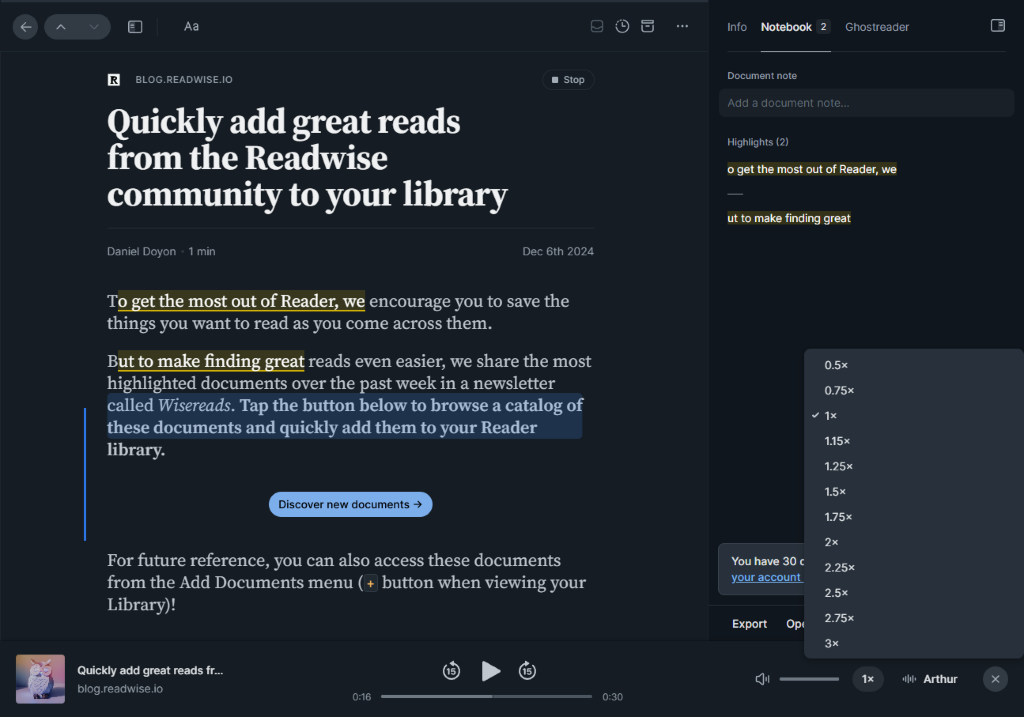 Aa
R
BLOG.READWISE.IO
Stop
Quickly add great reads
from the Readwise
community to your library
Daniel Doyon · 1 min
Dec 6th 2024
To get the most out of Reader, we encourage you to save the
things you want to read as you come across them.
But to make finding great reads even easier, we share the most
highlighted documents over the past week in a newsletter
called Wisereads. Tap the button below to browse a catalog of
these documents and quickly add them to your Reader
library.
Discover new documents →
For future reference, you can also access these documents
from the Add Documents menu (+ button when viewing your
Library)!
Info
Notebook 2
Ghostreader
Document note
Add a document note...
Highlights (2)
o get the most out of Reader, we
ut to make finding great
0.5×
0.75×
✓ 1×
1.15×
1.25×
1.5×
1.75×
2×
2.25×
2.5×
2.75×
3×
You have 30
your account
Export
Quickly add great reads fr...
blog.readwise.io
15
15
0:16
0:30
1×
Arthur